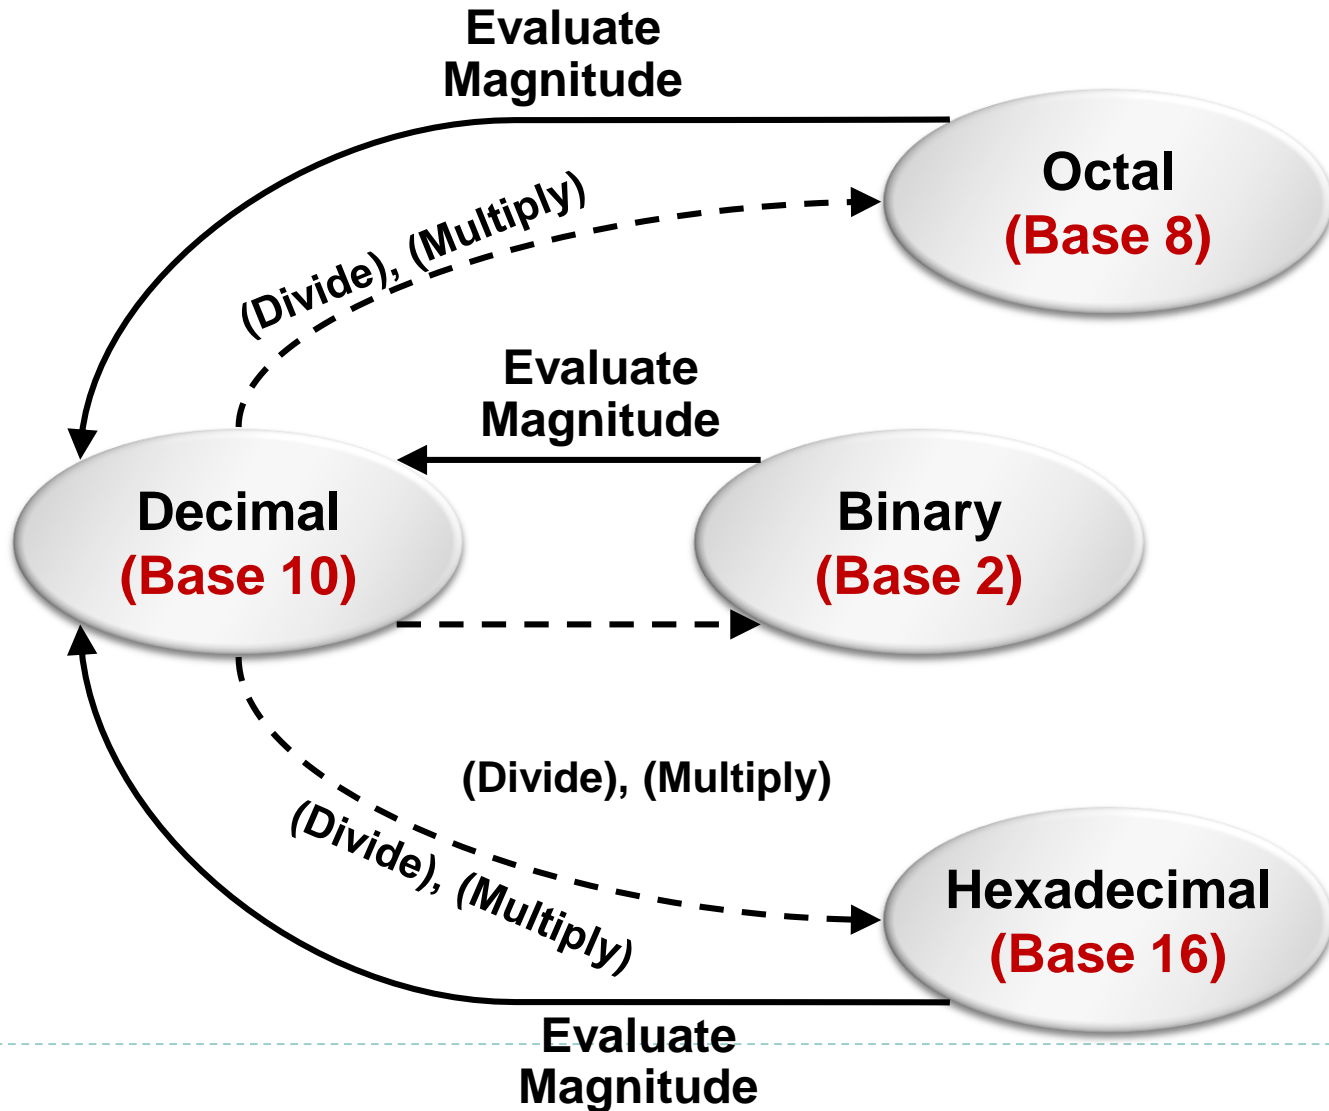 Evaluate
Magnitude
Octal
(Base 8)
(Divide), (Multiply)
Evaluate
Magnitude
Decimal
(Base 10)
Binary
(Base 2)
(Divide), (Multiply)
(Divide), (Multiply)
Hexadecimal
(Base 16)
Evaluate
Magnitude